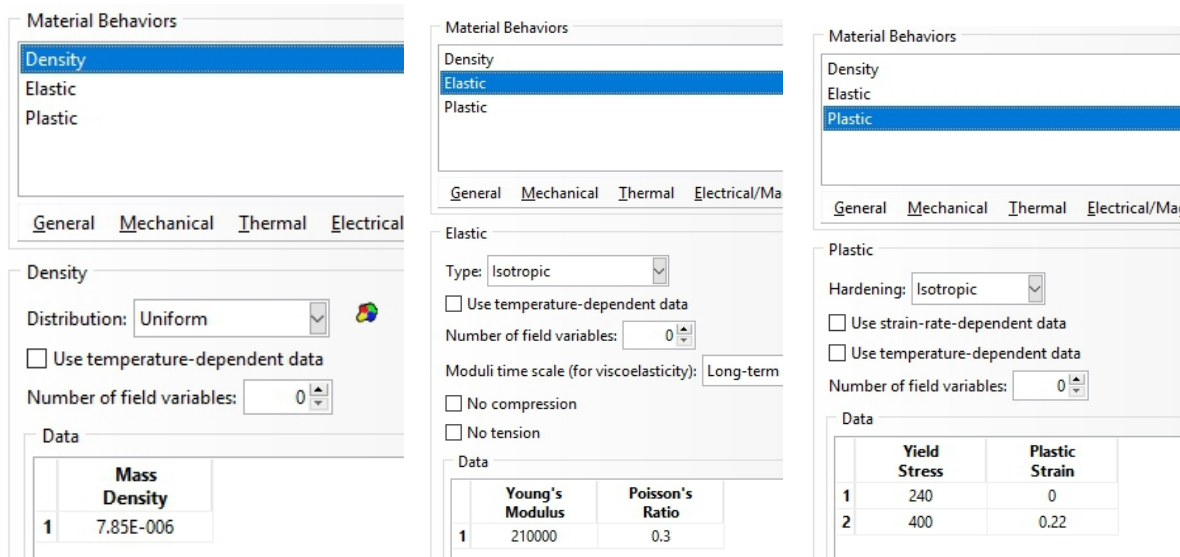 Material Behaviors
Density
Elastic
Plastic
General Mechanical Thermal Electrical
Density
Distribution: Uniform
Use temperature-dependent data
Number of field variables: 0
Data
Mass
Density
1 7.85E-006
Material Behaviors
Density
Elastic
Plastic
General Mechanical Thermal Electrical/Ma
Elastic
Type: Isotropic
Use temperature-dependent data
Number of field variables: 0
Moduli time scale (for viscoelasticity): Long-term
No compression
No tension
Data
Young's Poisson's
Modulus Ratio
1 210000 0.3
Material Behaviors
Density
Elastic
Plastic
General Mechanical Thermal Electrical/Mag
Plastic
Hardening: Isotropic
Use strain-rate-dependent data
Use temperature-dependent data
Number of field variables: 0
Data
Yield Plastic
Stress Strain
1 240 0
2 400 0.22